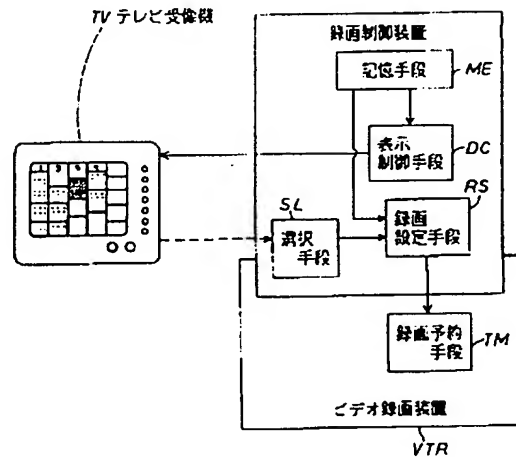 TV テレビ受像機
録画制御装置
記憶手段
ME
表示
制御手段
DC
RS
SL
選択
手段
録画
設定手段
録画予約
手段
TM
ビデオ録画装置
VTR